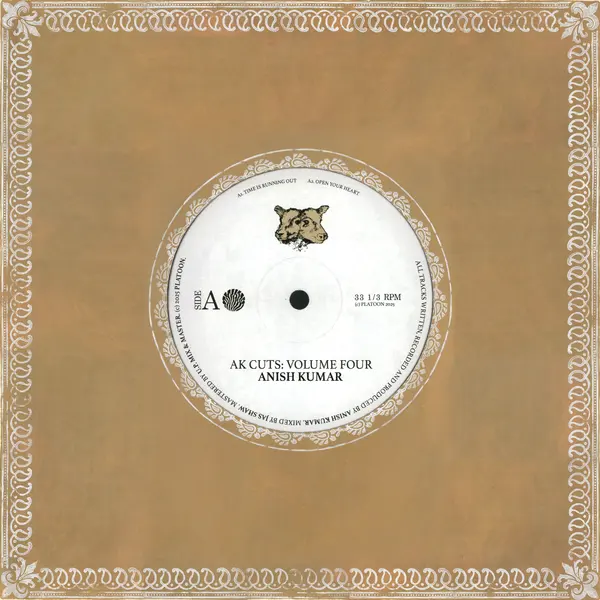 A1. TIME IS RUNNING OUT
A2. OPEN YOUR HEART
SIDE A
33 1/3 RPM
(c) PLATOON 2025
AK CUTS: VOLUME FOUR
ANISH KUMAR
ALL TRACKS WRITTEN, RECORDED AND PRODUCED BY ANISH KUMAR. MIXED BY JAS SHAW. MASTERED BY U.P. MIX & MASTER. (c) 2025 PLATOON.